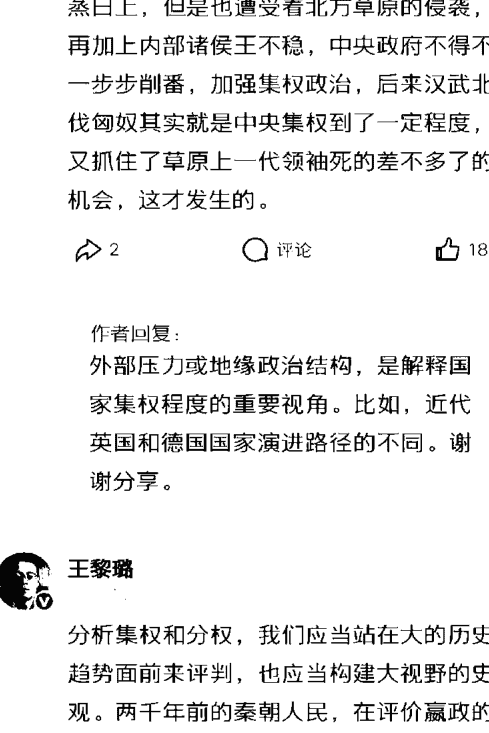 蒸日上，但是也遭受着北方草原的侵袭，
再加上内部诸侯王不稳，中央政府不得不
一步步削番，加强集权政治，后来汉武北
伐匈奴其实就是中央集权到了一定程度，
又抓住了草原上一代领袖死的差不多了的
机会，这才发生的。
2 评论 18
作者回复：
外部压力或地缘政治结构，是解释国
家集权程度的重要视角。比如，近代
英国和德国国家演进路径的不同。谢
谢分享。
王黎璐
分析集权和分权，我们应当站在大的历史
趋势面前来评判，也应当构建大视野的史
观。两千年前的秦朝人民，在评价嬴政的